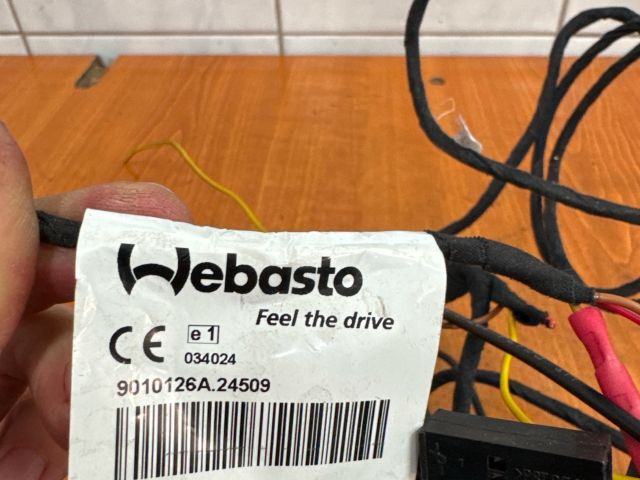 Webasto
Feel the drive
CE e1
034024
9010126A.24509